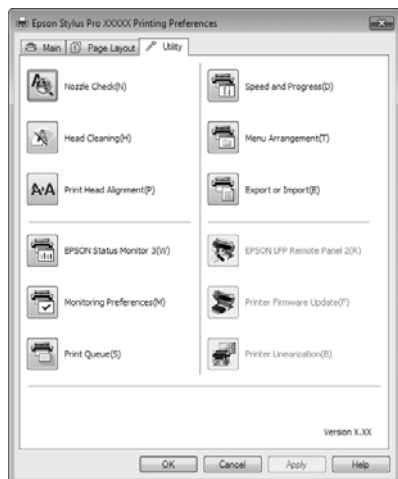 Epson Stylus Pro XXXXX Printing Preferences
Main Page Layout Utility
Nozzle Check(N)
Speed and Progress(D)
Head Cleaning(H)
Menu Arrangement(T)
Print Head Alignment(P)
Export or Import(E)
EPSON Status Monitor 3(W)
EPSON LFP Remote Panel 2(R)
Monitoring Preferences(M)
Printer Firmware Update(F)
Print Queue(S)
Printer Linearization(B)
Version X.XX
OK Cancel Apply Help